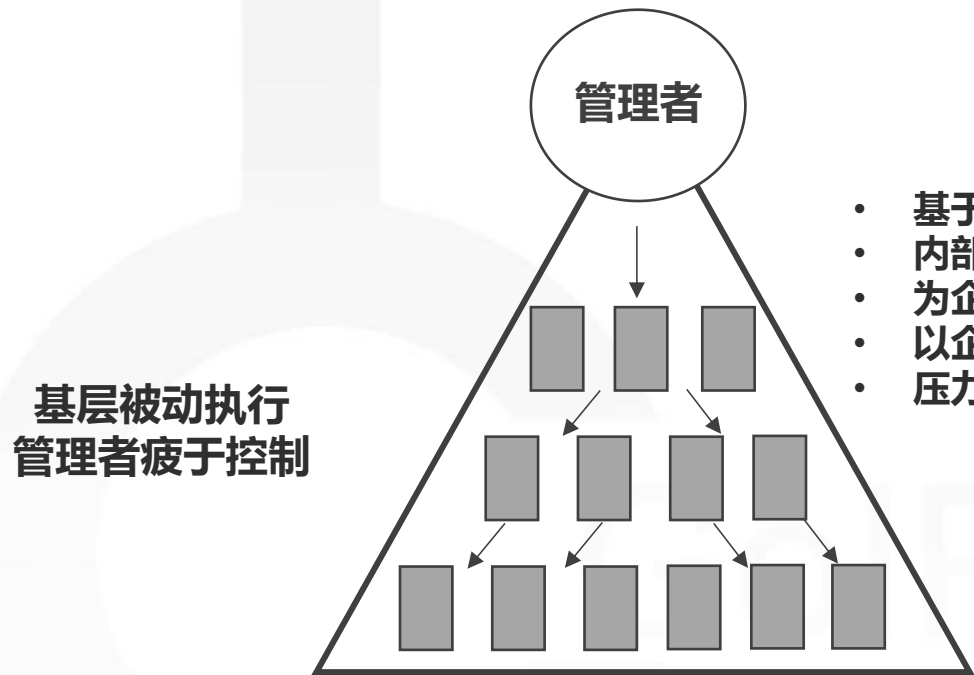 管理者
基层被动执行
管理者疲于控制
• 基于
• 内部
• 为企
• 以企
• 压力